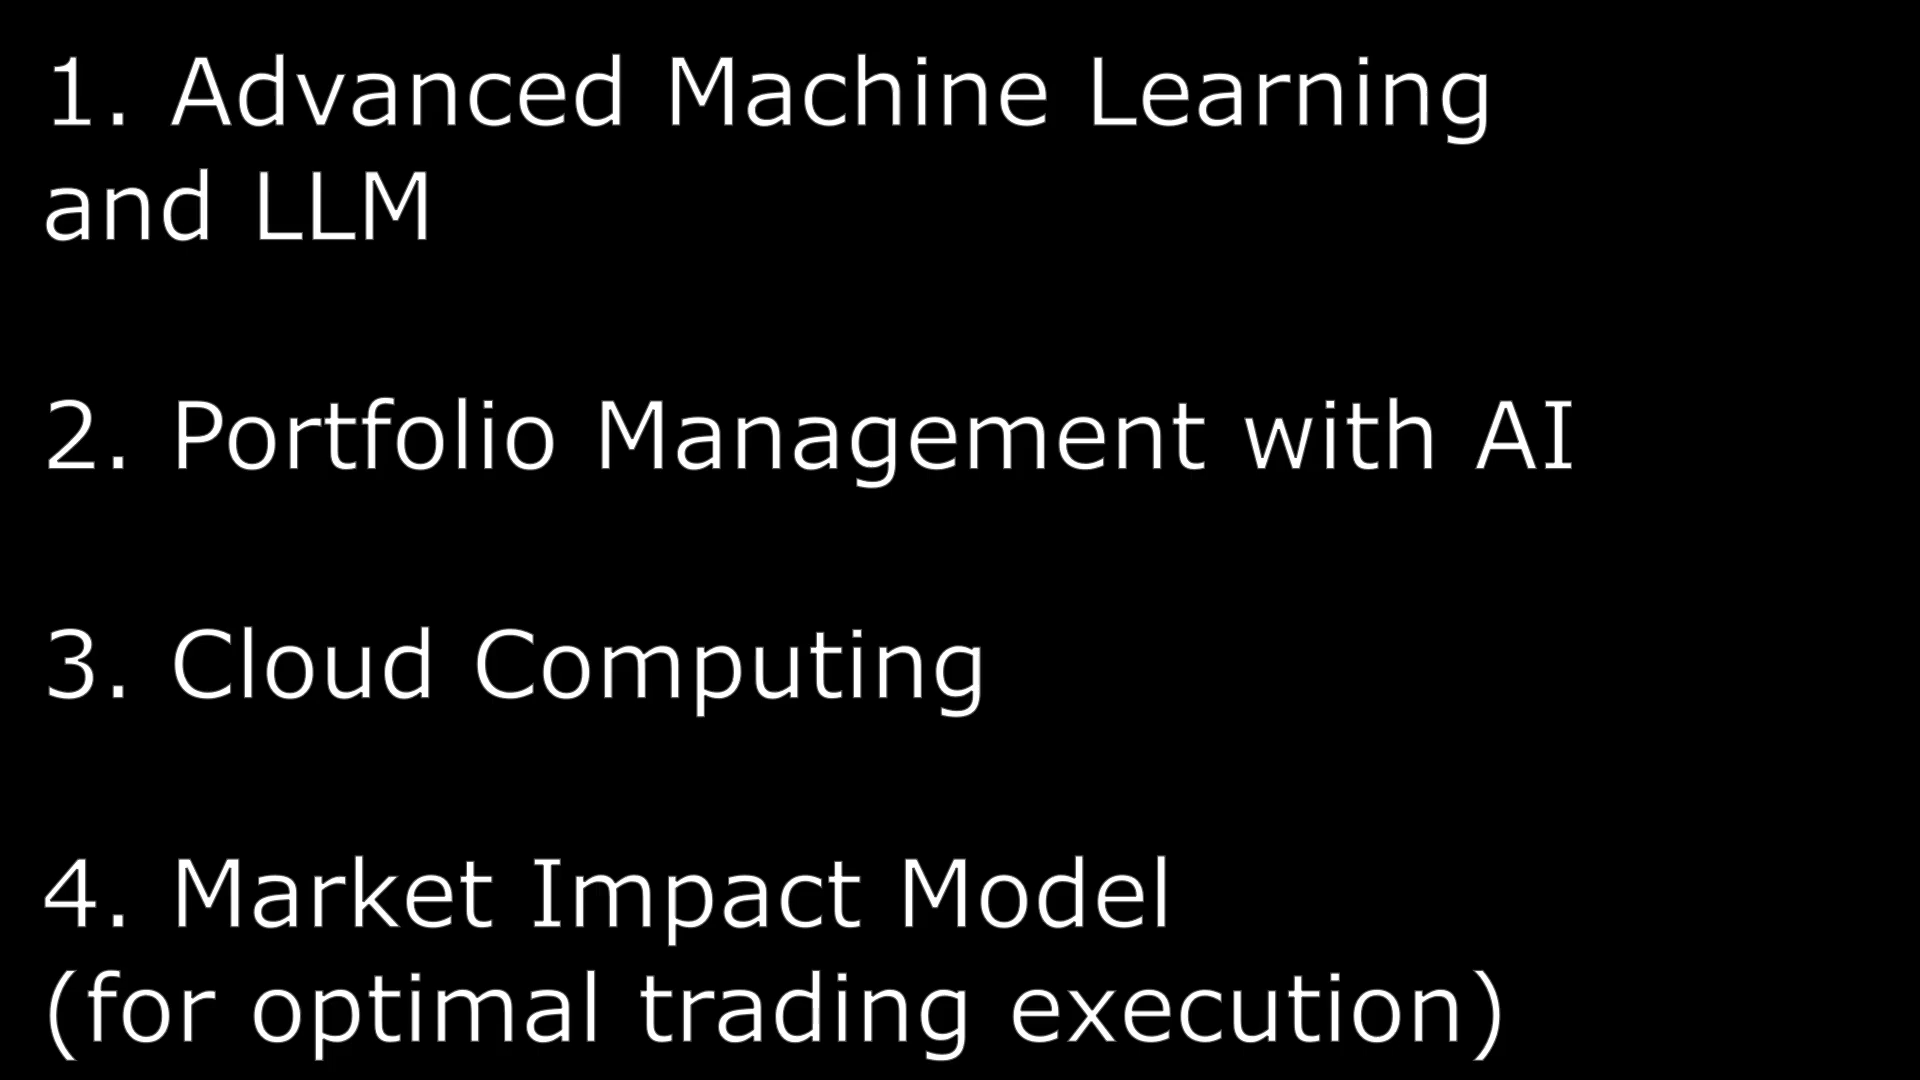 1. Advanced Machine Learning
and LLM
2. Portfolio Management with AI
3. Cloud Computing
4. Market Impact Model
(for optimal trading execution)